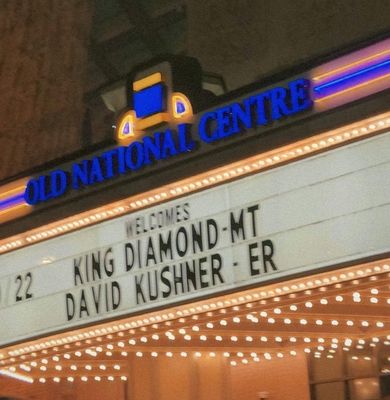 OLD NATIONAL CENTRE
WELCOMES
22 KING DIAMOND-MT
DAVID KUSHNER-ER